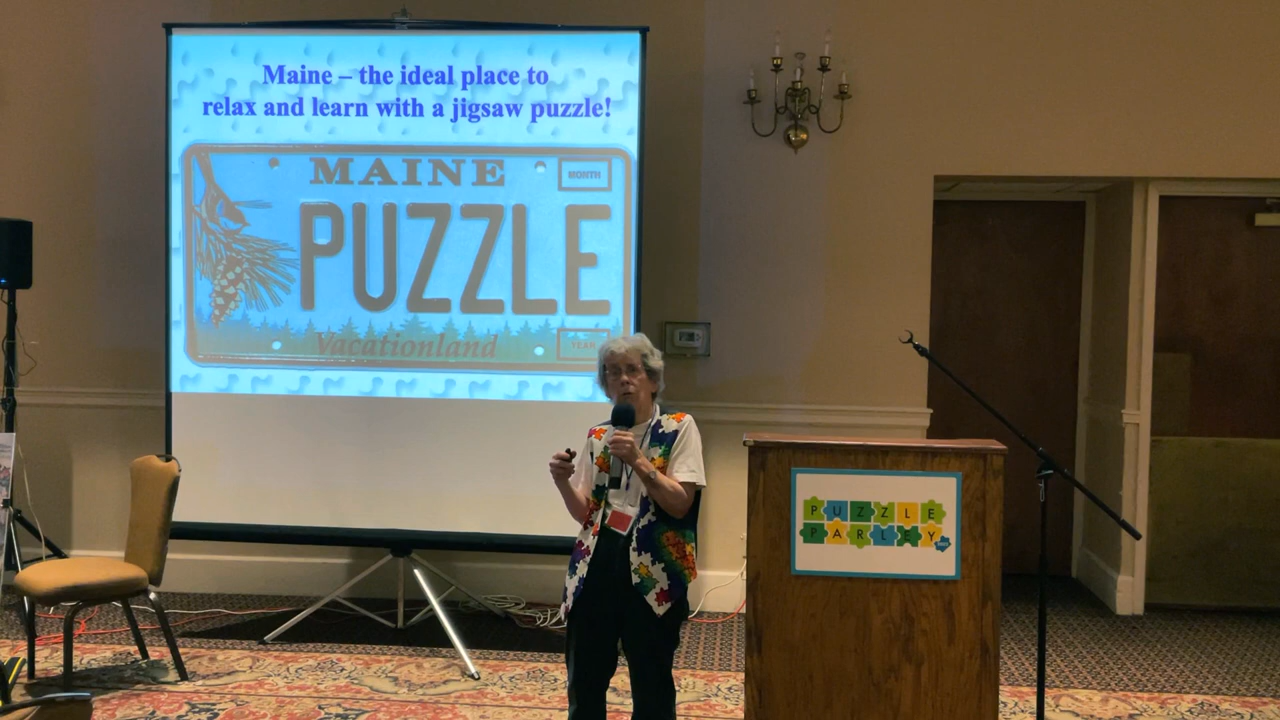 Maine – the ideal place to
relax and learn with a jigsaw puzzle!
MAINE
MONTH
PUZZLE
Vacationland
YEAR
PUZZLE
PARLEY